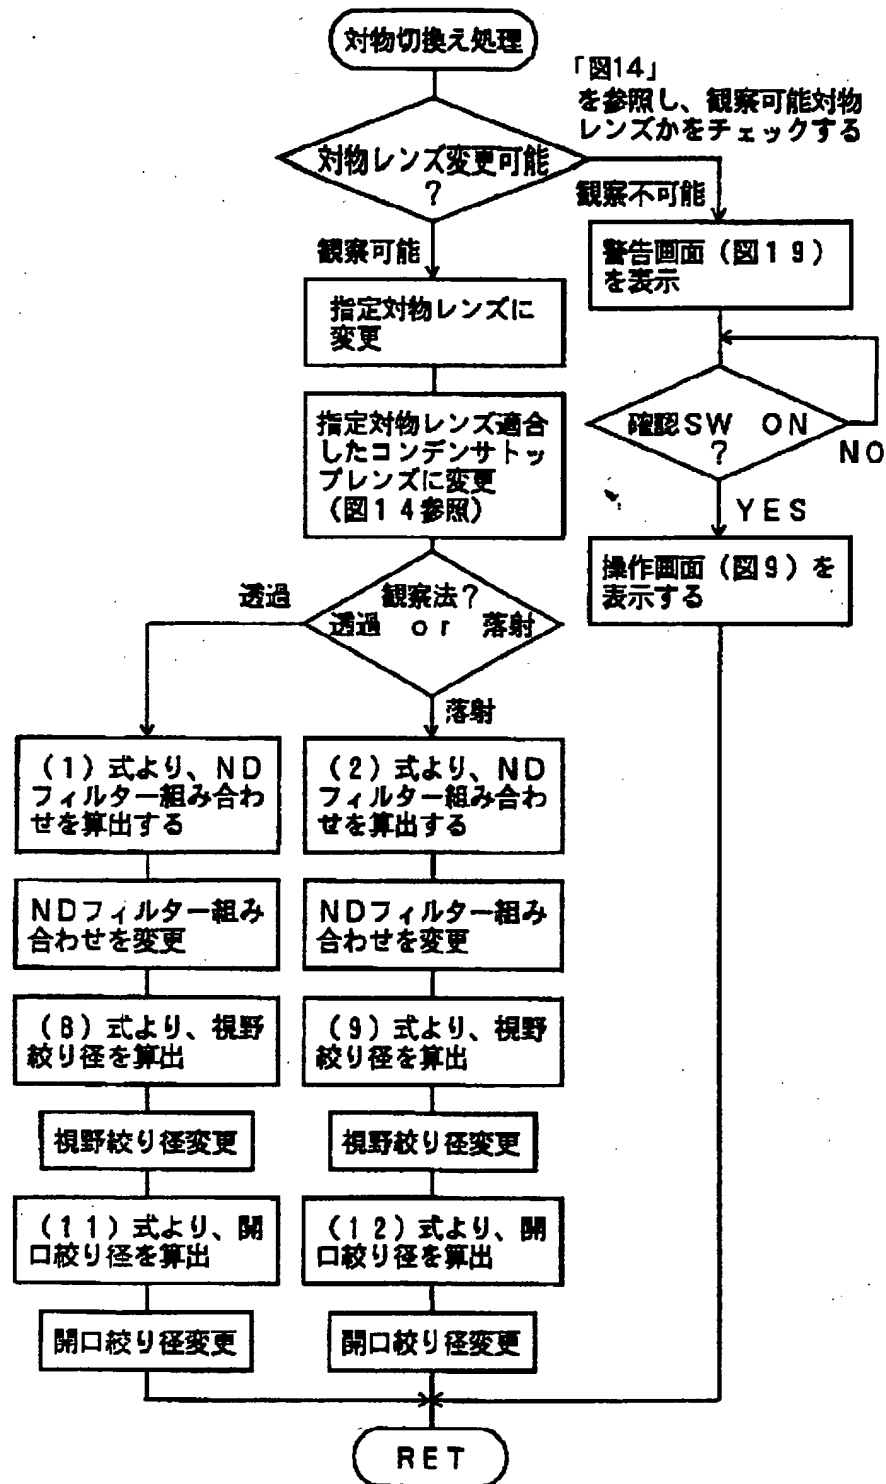 対物切換え処理
「図14」
を参照し、観察可能対物
レンズかをチェックする
対物レンズ変更可能
?
観察不可能
観察可能
警告画面(図19)
を表示
指定対物レンズに
変更
確認SW ON
?
NO
YES
指定対物レンズ適合
したコンデンサトッ
プレンズに変更
(図14参照)
操作画面(図9)を
表示する
観察法?
透過 or 落射
透過
落射
(1)式より、ND
フィルター組み合わ
せを算出する
NDフィルター組み
合わせを変更
(8)式より、視野
絞り径を算出
視野絞り径変更
(11)式より、開
口絞り径を算出
開口絞り径変更
(2)式より、ND
フィルター組み合わ
せを算出する
NDフィルター組み
合わせを変更
(9)式より、視野
絞り径を算出
視野絞り径変更
(12)式より、開
口絞り径を算出
開口絞り径変更
RET